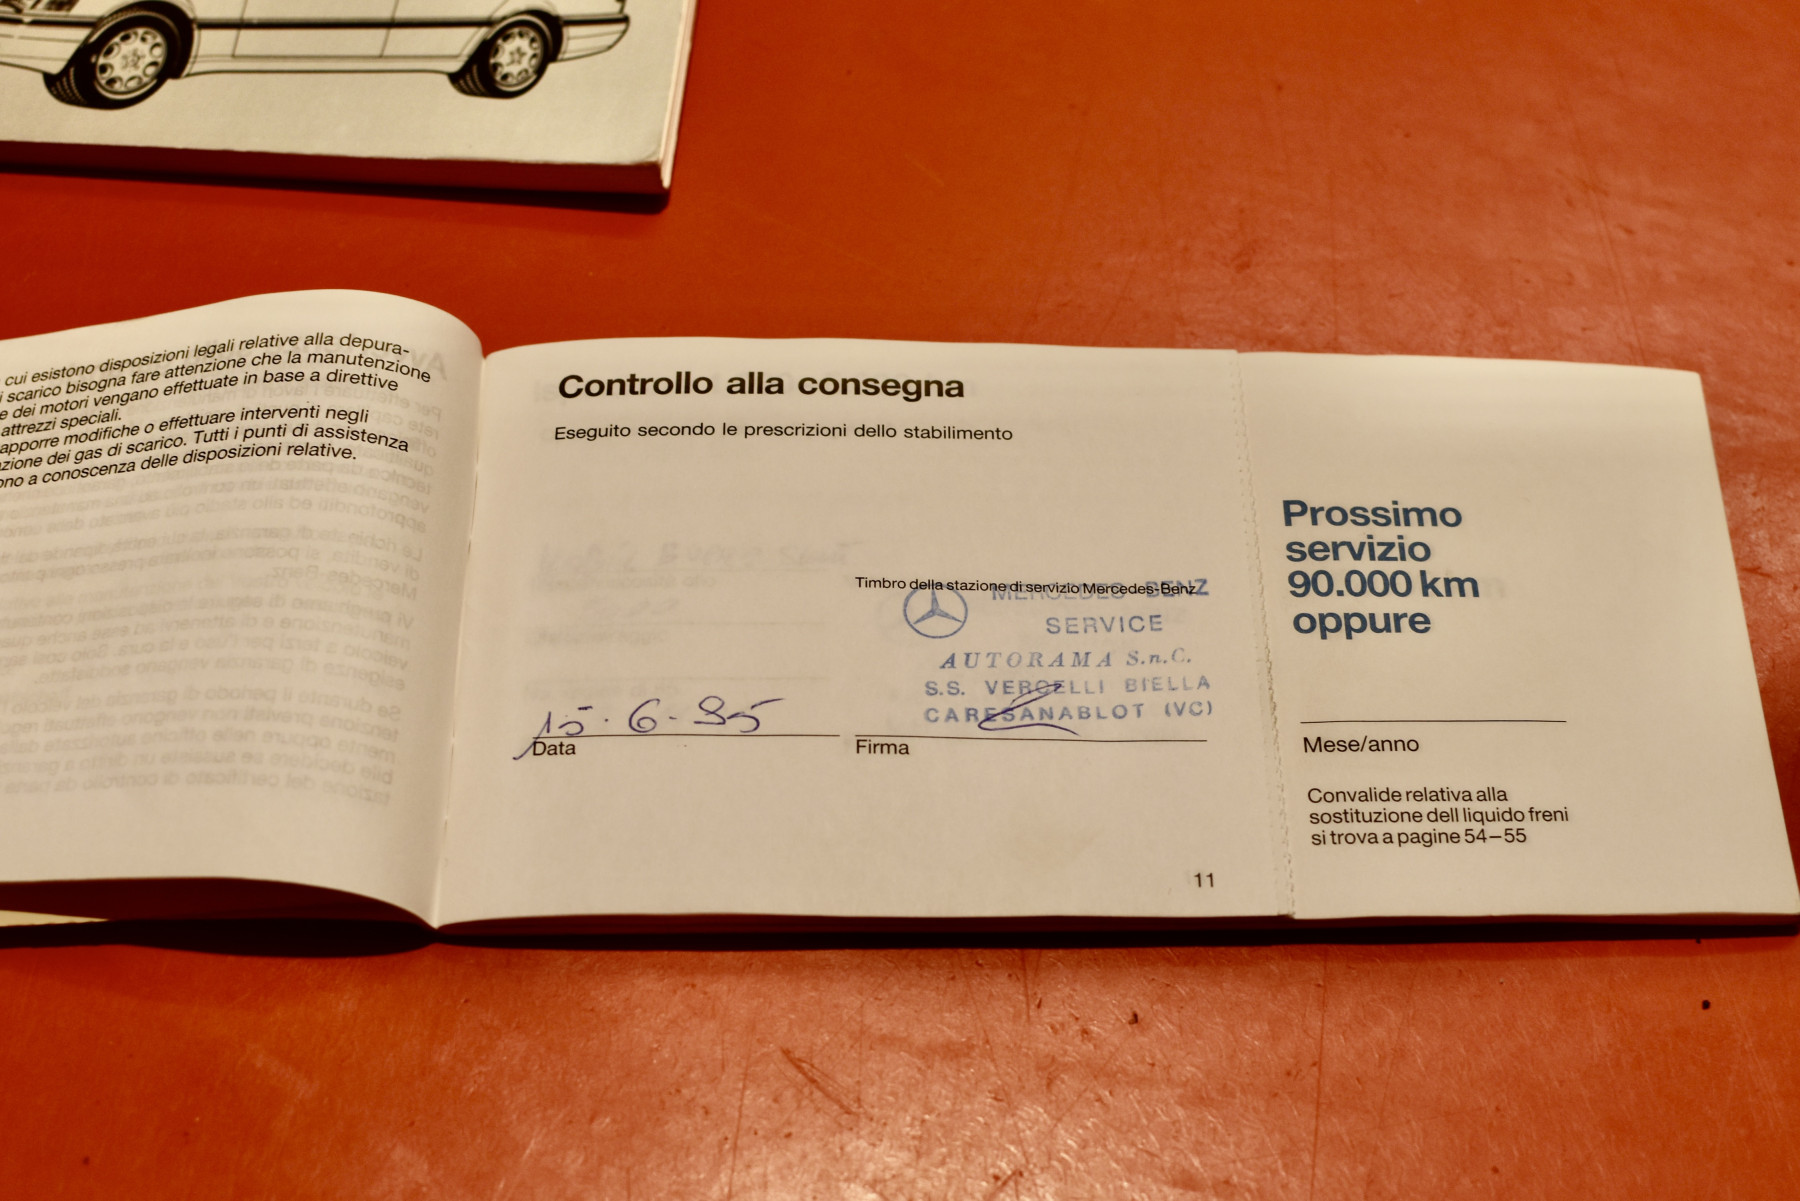 cui esistono disposizioni legali relative alla depura-
i scarico bisogna fare attenzione che la manutenzione
e dei motori vengano effettuate in base a direttive
attrezzi speciali.
apporre modifiche o effettuare interventi negli
zione dei gas di scarico. Tutti i punti di assistenza
ono a conoscenza delle disposizioni relative.
Controllo alla consegna
Eseguito secondo le prescrizioni dello stabilimento
Timbro della stazione di servizio Mercedes-Benz
MERCEDES BENZ
SERVICE
AUTORAMA S.n.C.
S.S. VERCELLI BIELLA
CARESANABLOT (VC)
15.6-95
Data
Firma
11
Prossimo
servizio
90.000 km
oppure
Mese/anno
Convalide relativa alla
sostituzione dell liquido freni
si trova a pagine 54–55